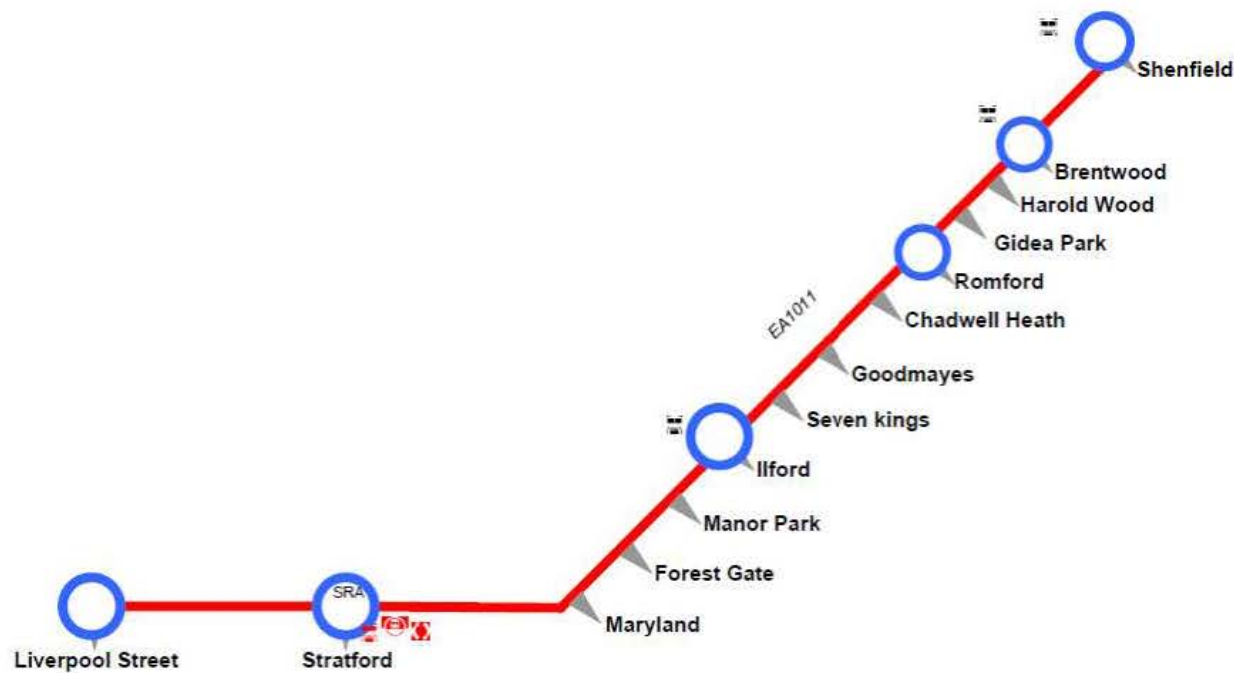 Shenfield
Brentwood
Harold Wood
Gidea Park
Romford
EA1011
Chadwell Heath
Goodmayes
Seven kings
Ilford
Manor Park
Forest Gate
SRA
Maryland
Liverpool Street
Stratford